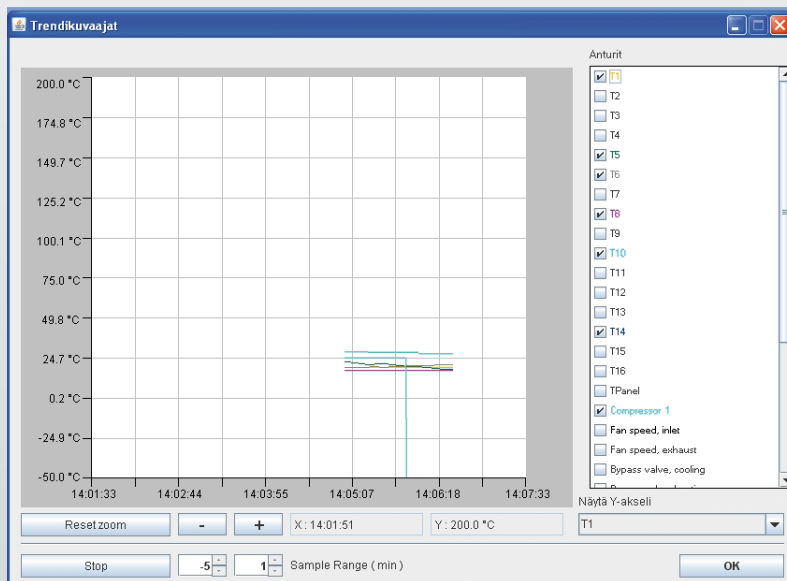 Trendikuvaajat
200.0 °C
174.8 °C
149.7 °C
125.2 °C
100.1 °C
75.0 °C
49.8 °C
24.7 °C
0.2 °C
-24.9 °C
-50.0 °C
14:01:33
14:02:44
14:03:55
14:05:07
14:06:18
14:07:33
Anturit
T1
T2
T3
T4
T5
T6
T7
T8
T9
T10
T11
T12
T13
T14
T15
T16
TPanel
Compressor 1
Fan speed, inlet
Fan speed, exhaust
Bypass valve, cooling
Näytä Y-akseli
T1
Reset zoom
-
+
X : 14:01:51
Y : 200.0 °C
Stop
-5
1
Sample Range ( min )
OK